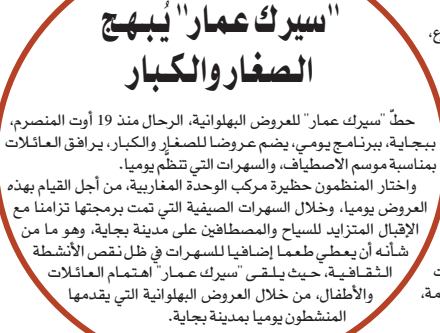 "سيرك عمار" يُبهج
الصغار والكبار
حطّ "سيرك عمار" للعروض البهلوانية، الرحال منذ 19 أوت المنصرم،
ببجاية، ببرنامج يومي، يضم عروضا للصغار والكبار، يرافق العائلات
بمناسبة موسم الاصطياف، والسهرات التي تنظَّم يوميا.
واختار المنظمون حظيرة مركب الوحدة المغاربية، من أجل القيام بهذه
العروض يوميا، وخلال السهرات الصيفية التي تمت برمجتها تزامنا مع
الإقبال المتزايد للسياح والمصطافين على مدينة بجاية، وهو ما من
شأنه أن يعطي طعما إضافيا للسهرات في ظل نقص الأنشطة
الثقافية، حيث يلقى "سيرك عمار" اهتمام العائلات
والأطفال، من خلال العروض البهلوانية التي يقدمها
المنشطون يوميا بمدينة بجاية.